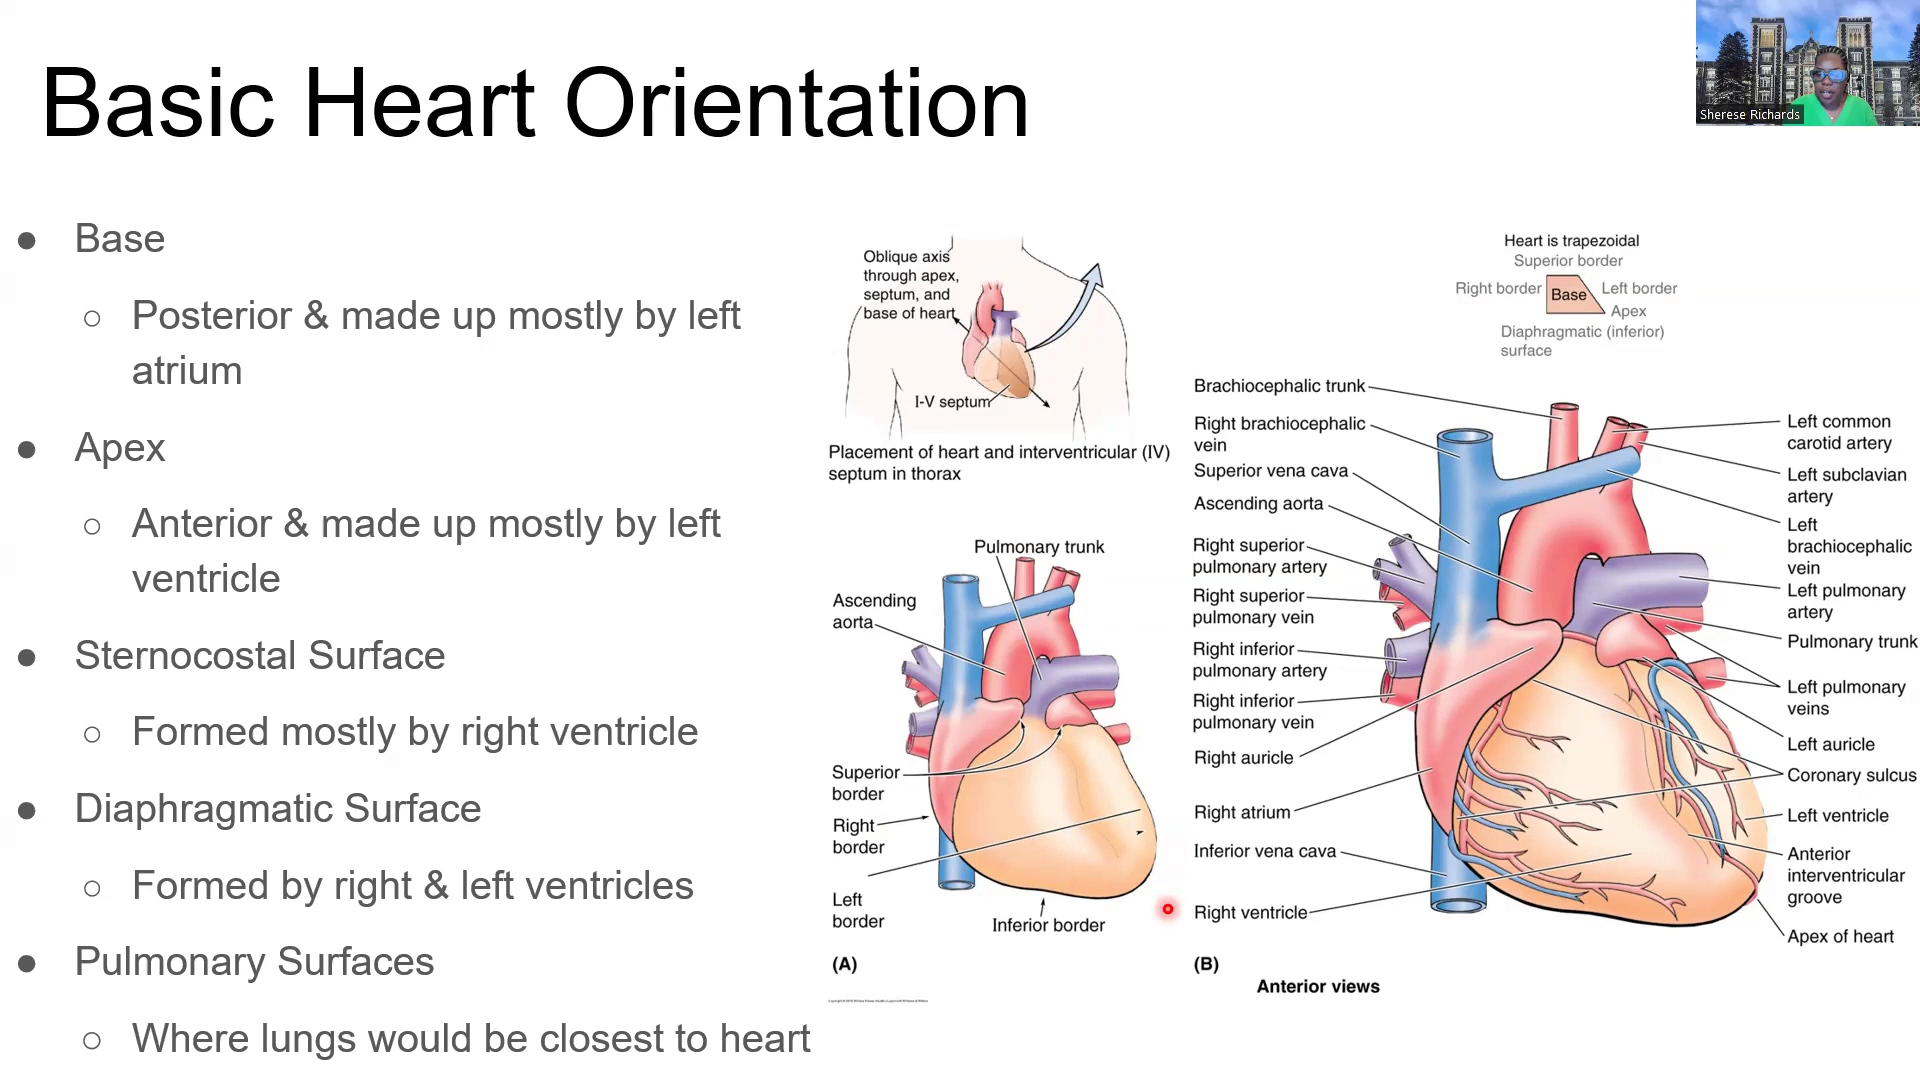 Basic Heart Orientation
Sherese Richards
● Base
○ Posterior & made up mostly by left
atrium
● Apex
○ Anterior & made up mostly by left
ventricle
● Sternocostal Surface
○ Formed mostly by right ventricle
● Diaphragmatic Surface
○ Formed by right & left ventricles
● Pulmonary Surfaces
○ Where lungs would be closest to heart
Oblique axis
through apex,
septum, and
base of heart
I-V septum
Placement of heart and interventricular (IV)
septum in thorax
Pulmonary trunk
Ascending
aorta
Superior
border
Right
border
Left
border
Inferior border
(A)
Heart is trapezoidal
Superior border
Right border
Base
Left border
Apex
Diaphragmatic (inferior)
surface
Brachiocephalic trunk
Right brachiocephalic
vein
Superior vena cava
Ascending aorta
Right superior
pulmonary artery
Right superior
pulmonary vein
Right inferior
pulmonary artery
Right inferior
pulmonary vein
Right auricle
Right atrium
Inferior vena cava
Right ventricle
Left common
carotid artery
Left subclavian
artery
Left
brachiocephalic
vein
Left pulmonary
artery
Pulmonary trunk
Left pulmonary
veins
Left auricle
Coronary sulcus
Left ventricle
Anterior
interventricular
groove
Apex of heart
(B)
Anterior views